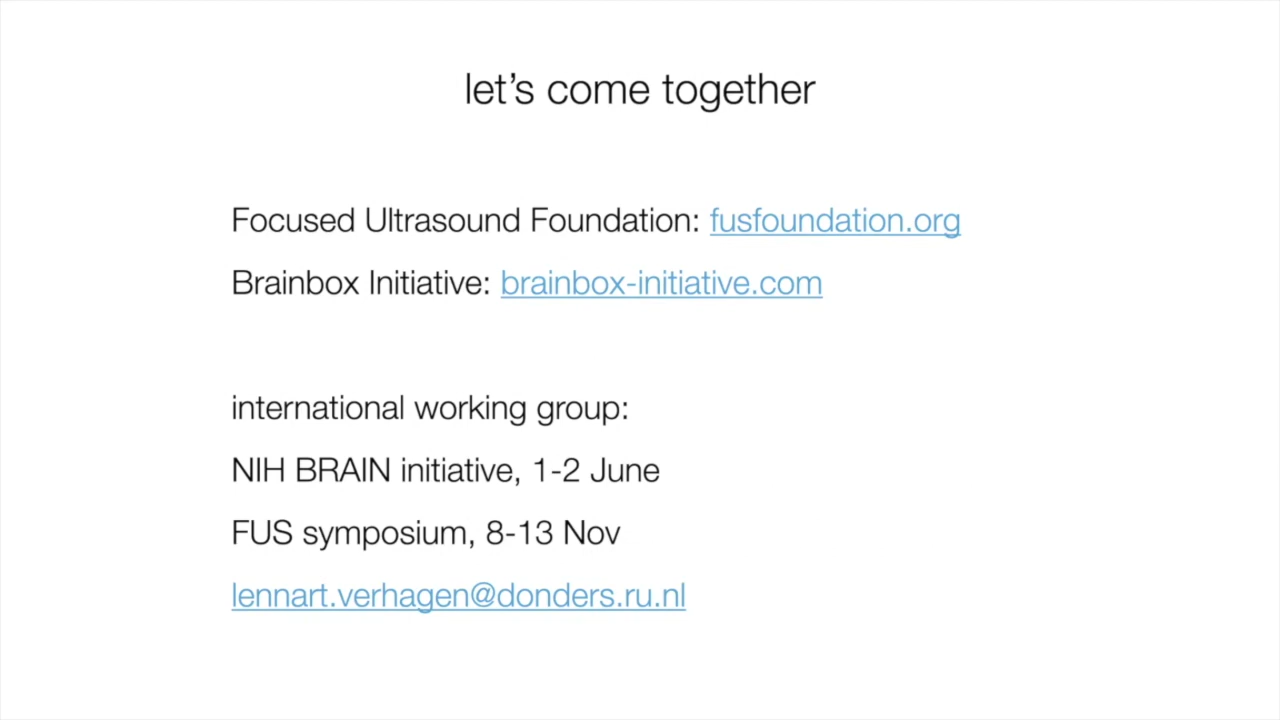 let’s come together
Focused Ultrasound Foundation: fusfoundation.org
Brainbox Initiative: brainbox-initiative.com
international working group:
NIH BRAIN initiative, 1-2 June
FUS symposium, 8-13 Nov
lennart.verhagen@donders.ru.nl